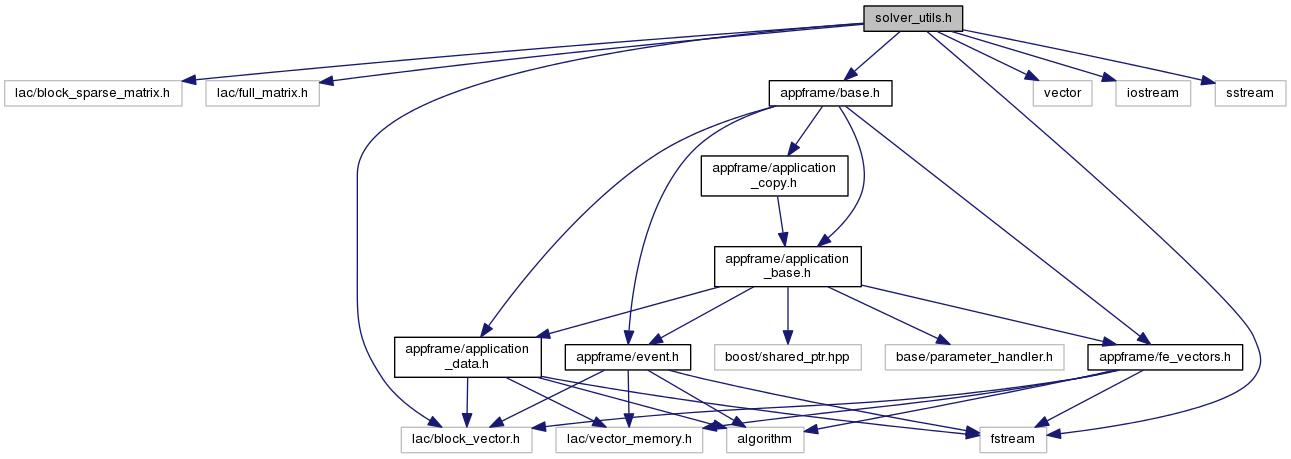 solver_utils.h
lac/block_sparse_matrix.h
lac/full_matrix.h
appframe/base.h
vector
iostream
sstream
appframe/application
_copy.h
appframe/application
_base.h
appframe/application
_data.h
appframe/event.h
boost/shared_ptr.hpp
base/parameter_handler.h
appframe/fe_vectors.h
lac/block_vector.h
lac/vector_memory.h
algorithm
fstream